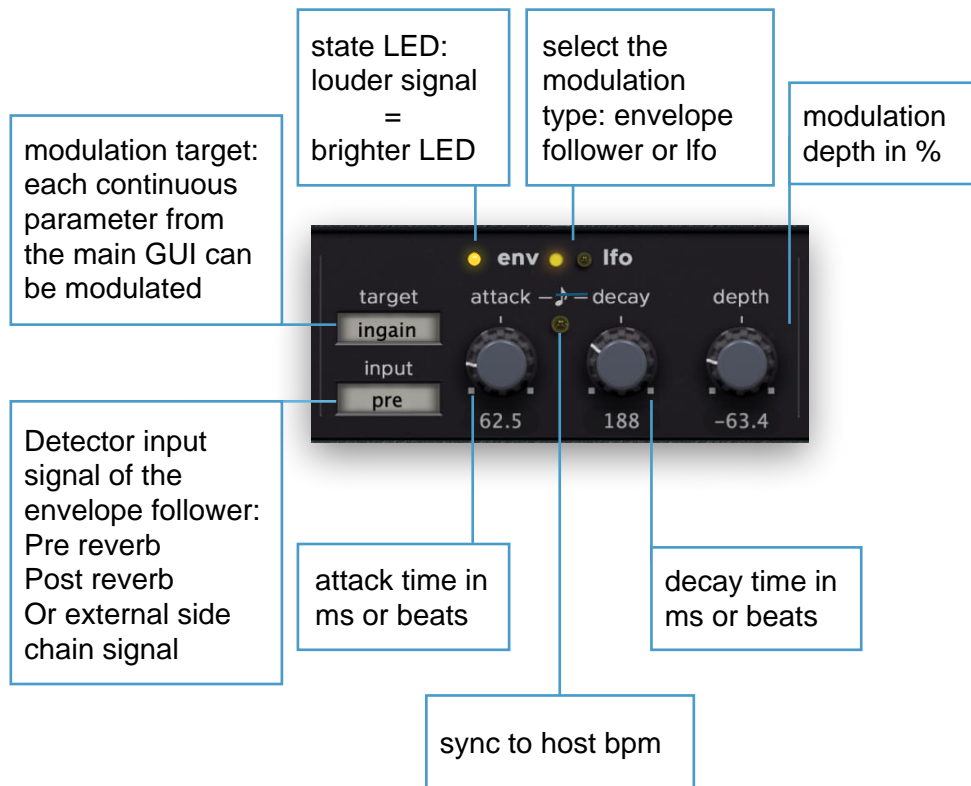 state LED:
louder signal
=
brighter LED
select the
modulation
type: envelope
follower or lfo
modulation
depth in %
modulation target:
each continuous
parameter from
the main GUI can
be modulated
env lfo
target
attack decay
depth
ingain
input
pre
62.5
188
-63.4
Detector input
signal of the
envelope follower:
Pre reverb
Post reverb
Or external side
chain signal
attack time in
ms or beats
decay time in
ms or beats
sync to host bpm